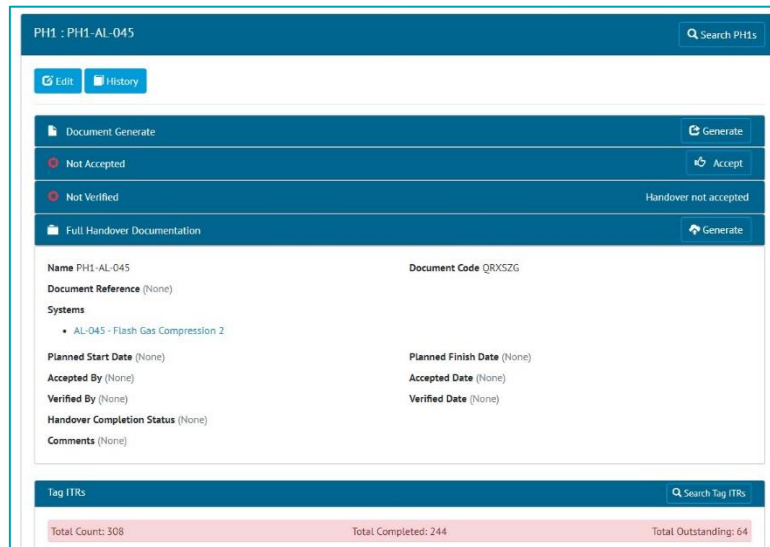 PH1 : PH1-AL-045
Search PH1s
Edit
History
Document Generate
Generate
Not Accepted
Accept
Not Verified
Handover not accepted
Full Handover Documentation
Generate
Name PH1-AL-045
Document Code QRXSZG
Document Reference (None)
Systems
• AL-045 - Flash Gas Compression 2
Planned Start Date (None)
Planned Finish Date (None)
Accepted By (None)
Accepted Date (None)
Verified By (None)
Verified Date (None)
Handover Completion Status (None)
Comments (None)
Tag ITRs
Search Tag ITRs
Total Count: 308
Total Completed: 244
Total Outstanding: 64